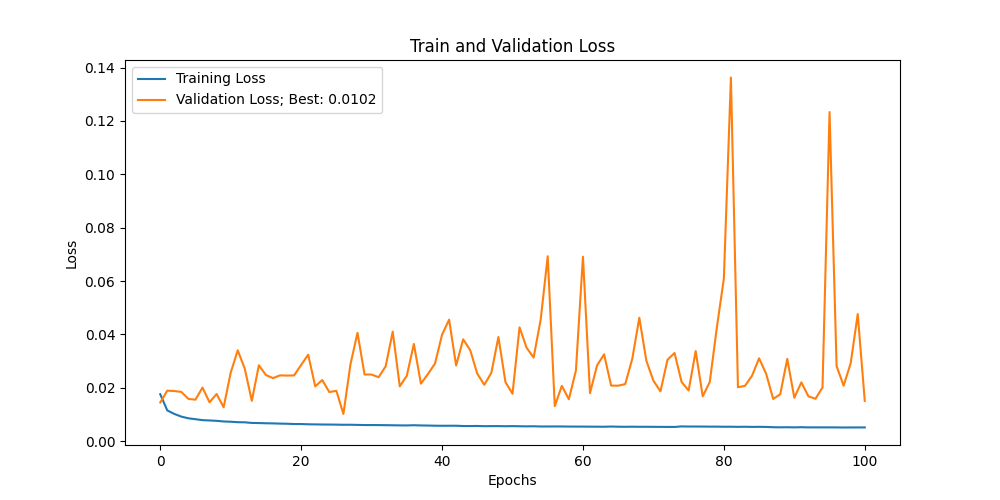 Train and Validation Loss
Training Loss
Validation Loss; Best: 0.0102
0.14
0.12
0.10
0.08
0.06
0.04
0.02
0.00
Loss
0 20 40 60 80 100
Epochs